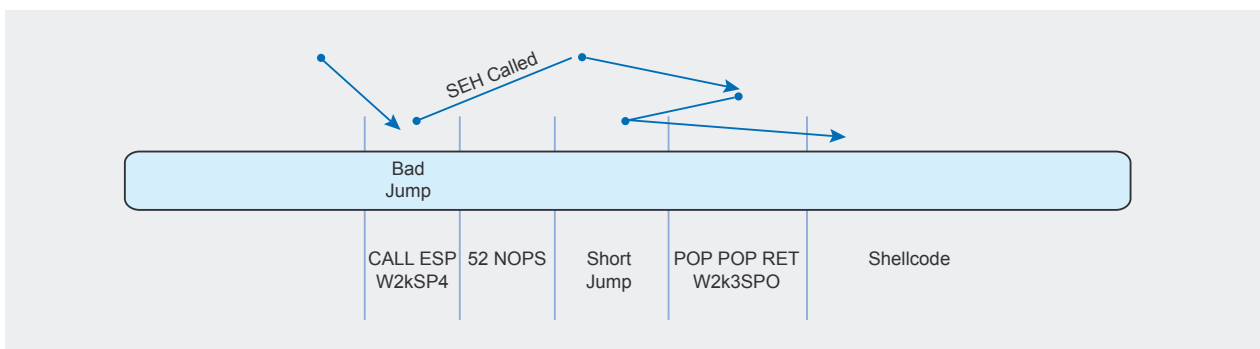 SEH Called
Bad
Jump
CALL ESP
W2kSP4
52 NOPS
Short
Jump
POP POP RET
W2k3SPO
Shellcode